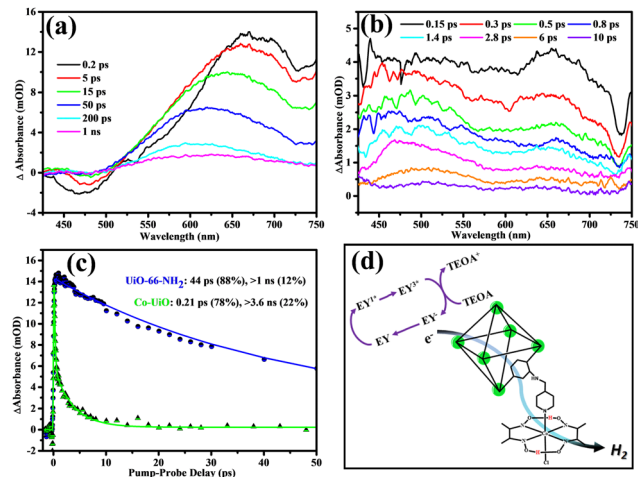 (a)
Δ Absorbance (mOD)
16
12
8
4
0
-4
0.2 ps
5 ps
15 ps
50 ps
200 ps
1 ns
450 500 550 600 650 700 750
Wavelength (nm)
(b)
ΔAbsorbance (mOD)
5
4
3
2
1
0
0.15 ps 0.3 ps 0.5 ps 0.8 ps
1.4 ps 2.8 ps 6 ps 10 ps
450 500 550 600 650 700 750
Wavelength (nm)
(c)
ΔAbsorbance (mOD)
16
14
12
10
8
6
4
2
0
-2
UiO-66-NH2: 44 ps (88%), >1 ns (12%)
Co-UiO: 0.21 ps (78%), >3.6 ns (22%)
0 10 20 30 40 50
Pump-Probe Delay (ps)
(d)
TEOA+
EY1* EY3*
TEOA
EY-
EY
e-
HN
N
O H O
N N
N N
O H O
Cl
H2